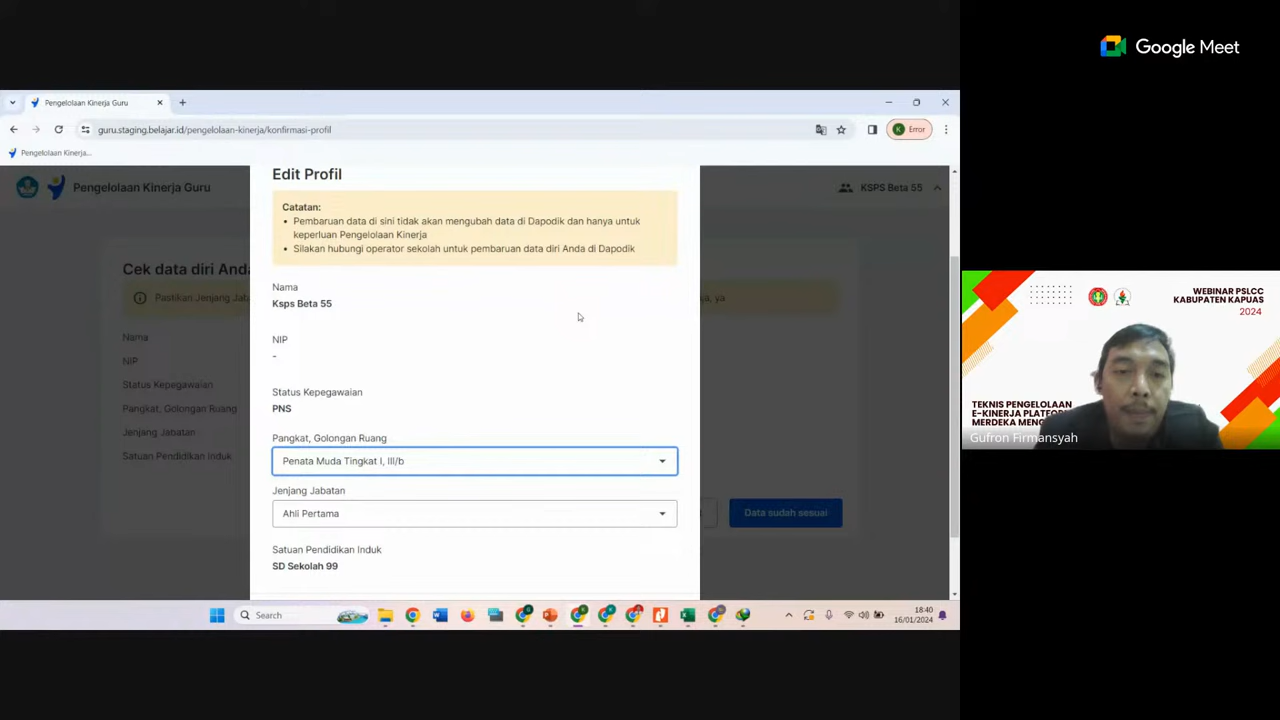 Google Meet
Pengelolaan Kinerja Guru
guru.staging.belajar.id/pengelolaan-kinerja/konfirmasi-profil
Error
Pengelolaan Kinerja...
Pengelolaan Kinerja Guru
KSPS Beta 55
Edit Profil
Catatan:
Pembaruan data di sini tidak akan mengubah data di Dapodik dan hanya untuk
keperluan Pengelolaan Kinerja
Silakan hubungi operator sekolah untuk pembaruan data diri Anda di Dapodik
Cek data diri Anda
Pastikan Jenjang Jaba
, ya
Nama
Ksps Beta 55
NIP
-
Status Kepegawaian
PNS
Pangkat, Golongan Ruang
Penata Muda Tingkat I, III/b
Jenjang Jabatan
Ahli Pertama
Satuan Pendidikan Induk
SD Sekolah 99
Nama
NIP
Status Kepegawaian
Pangkat, Golongan Ruang
Jenjang Jabatan
Satuan Pendidikan Induk
Data sudah sesuai
Search
18:40
16/01/2024
WEBINAR PSLCC
KABUPATEN KAPUAS
2024
TEKNIS PENGELOLAAN
E-KINERJA
MERDEKA
Gufron Firmansyah